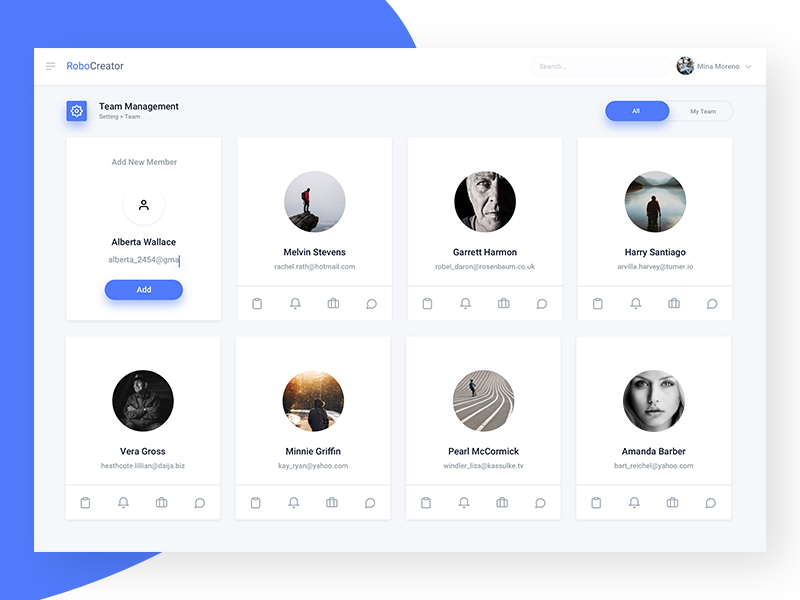 RoboCreator
Search...
Mina Moreno
Team Management
Setting > Team
All
My Team
Add New Member
Alberta Wallace
alberta_2454@gma
Add
Melvin Stevens
rachel.rath@hotmail.com
Garrett Harmon
robel_daron@rosenbaum.co.uk
Harry Santiago
arvilla.harvey@turner.io
Vera Gross
heathcote.lillian@daija.biz
Minnie Griffin
kay_ryan@yahoo.com
Pearl McCormick
windler_liza@kassulke.tv
Amanda Barber
bart_reichel@yahoo.com